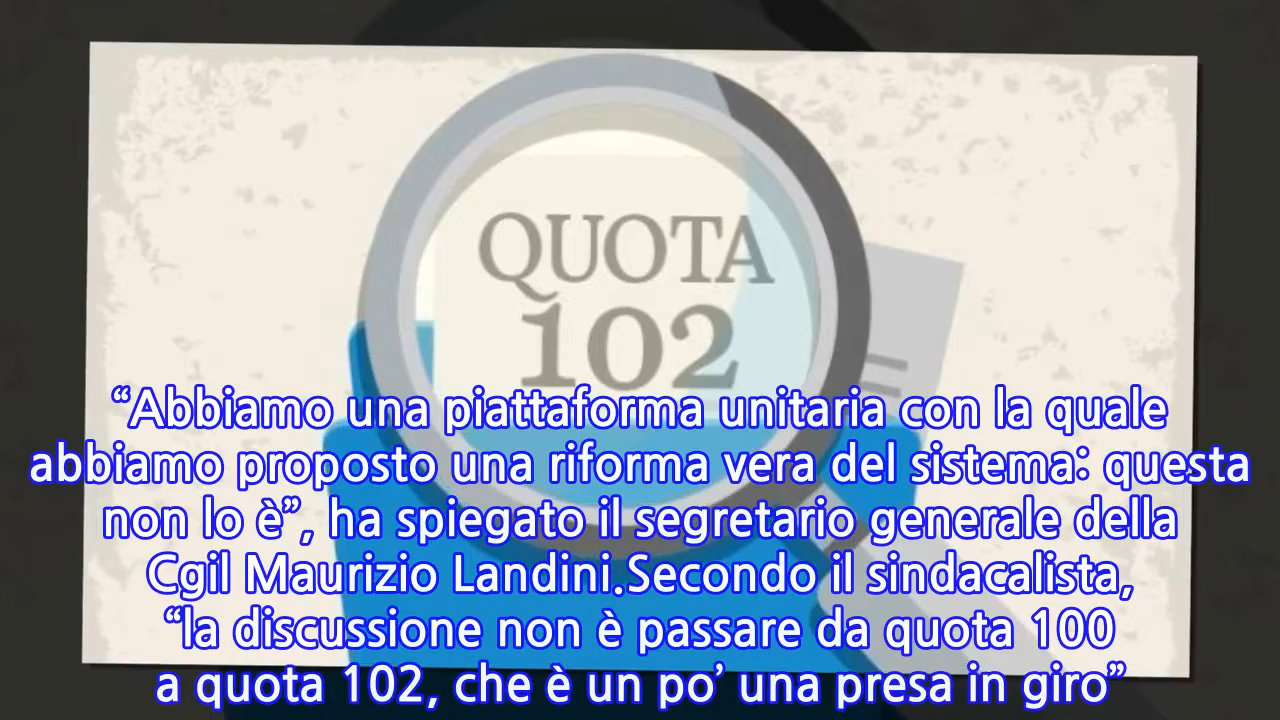 QUOTA
102
“Abbiamo una piattaforma unitaria con la quale
abbiamo proposto una riforma vera del sistema: questa
non lo è”, ha spiegato il segretario generale della
Cgil Maurizio Landini.Secondo il sindacalista,
“la discussione non è passare da quota 100
a quota 102, che è un po’ una presa in giro”